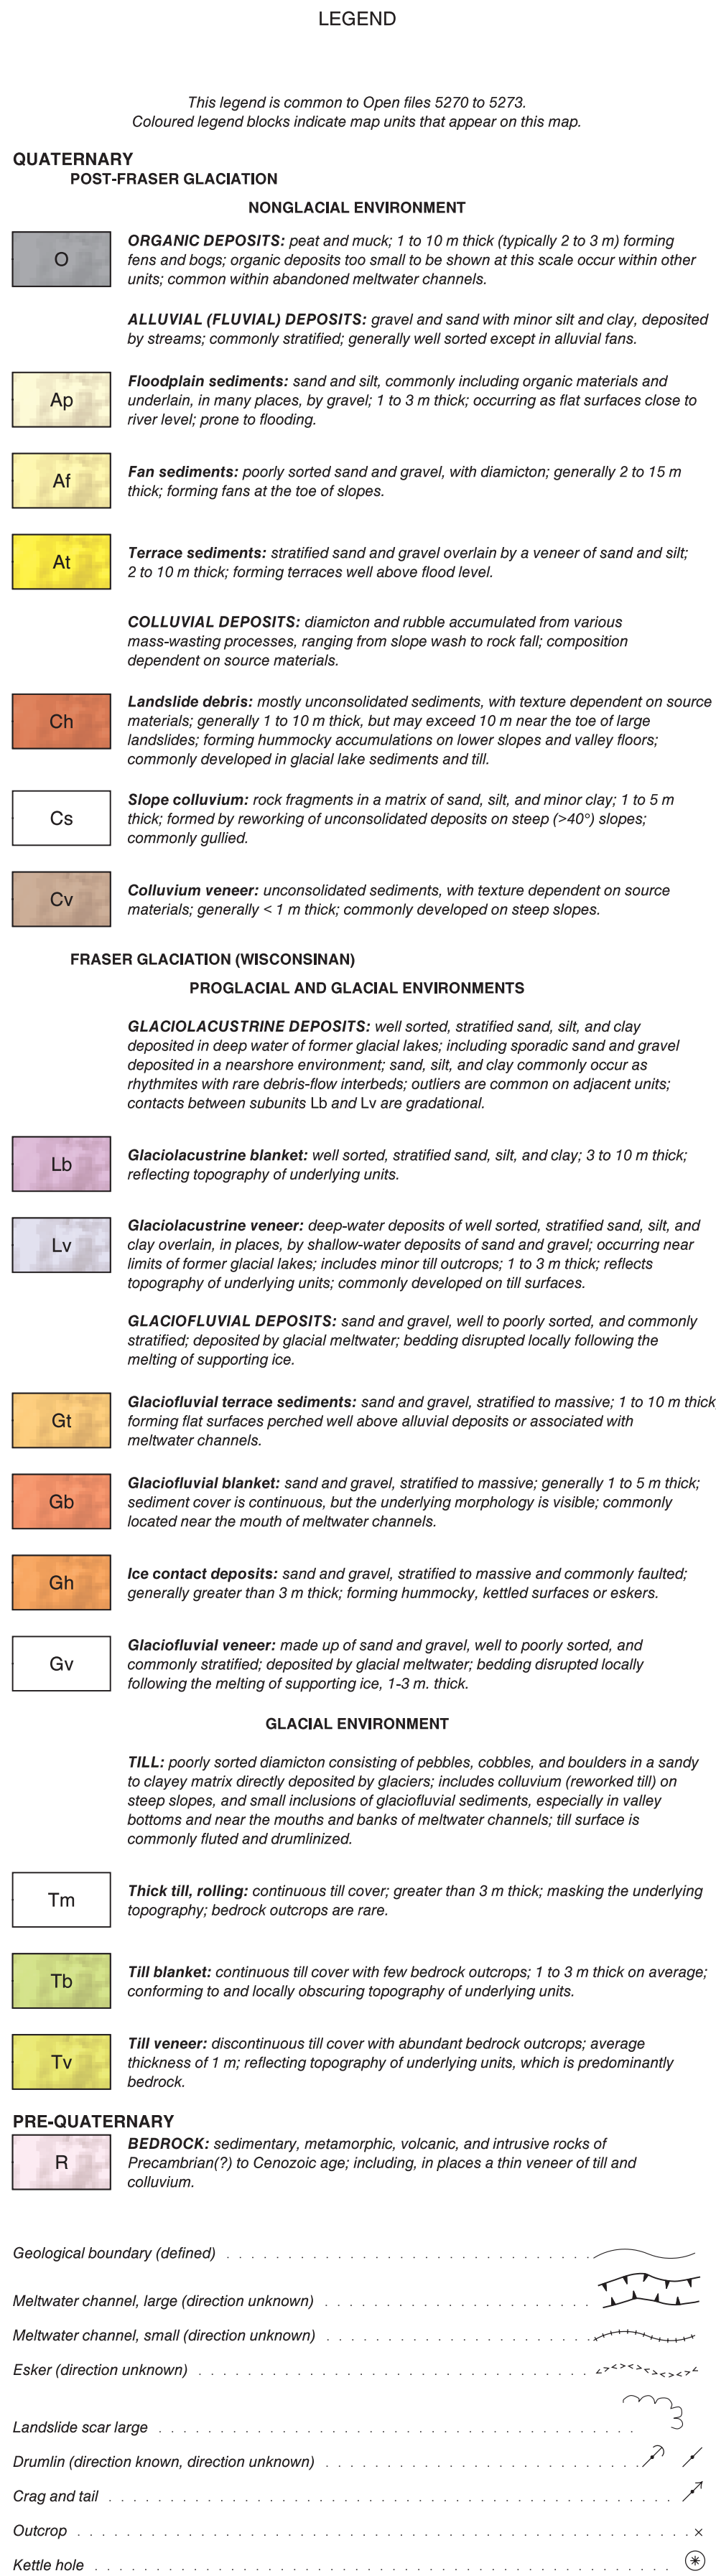 LEGEND
This legend is common to Open files 5270 to 5273.
Coloured legend blocks indicate map units that appear on this map.
QUATERNARY
POST-FRASER GLACIATION
NONGLACIAL ENVIRONMENT
O
ORGANIC DEPOSITS: peat and muck; 1 to 10 m thick (typically 2 to 3 m) forming
fens and bogs; organic deposits too small to be shown at this scale occur within other
units; common within abandoned meltwater channels.
ALLUVIAL (FLUVIAL) DEPOSITS: gravel and sand with minor silt and clay, deposited
by streams; commonly stratified; generally well sorted except in alluvial fans.
Ap
Floodplain sediments: sand and silt, commonly including organic materials and
underlain, in many places, by gravel; 1 to 3 m thick; occurring as flat surfaces close to
river level; prone to flooding.
Af
Fan sediments: poorly sorted sand and gravel, with diamicton; generally 2 to 15 m
thick; forming fans at the toe of slopes.
At
Terrace sediments: stratified sand and gravel overlain by a veneer of sand and silt;
2 to 10 m thick; forming terraces well above flood level.
COLLUVIAL DEPOSITS: diamicton and rubble accumulated from various
mass-wasting processes, ranging from slope wash to rock fall; composition
dependent on source materials.
Ch
Landslide debris: mostly unconsolidated sediments, with texture dependent on source
materials; generally 1 to 10 m thick, but may exceed 10 m near the toe of large
landslides; forming hummocky accumulations on lower slopes and valley floors;
commonly developed in glacial lake sediments and till.
Cs
Slope colluvium: rock fragments in a matrix of sand, silt, and minor clay; 1 to 5 m
thick; formed by reworking of unconsolidated deposits on steep (>40°) slopes;
commonly gullied.
Cv
Colluvium veneer: unconsolidated sediments, with texture dependent on source
materials; generally < 1 m thick; commonly developed on steep slopes.
FRASER GLACIATION (WISCONSINAN)
PROGLACIAL AND GLACIAL ENVIRONMENTS
GLACIOLACUSTRINE DEPOSITS: well sorted, stratified sand, silt, and clay
deposited in deep water of former glacial lakes; including sporadic sand and gravel
deposited in a nearshore environment; sand, silt, and clay commonly occur as
rhythmites with rare debris-flow interbeds; outliers are common on adjacent units;
contacts between subunits Lb and Lv are gradational.
Lb
Glaciolacustrine blanket: well sorted, stratified sand, silt, and clay; 3 to 10 m thick;
reflecting topography of underlying units.
Lv
Glaciolacustrine veneer: deep-water deposits of well sorted, stratified sand, silt, and
clay overlain, in places, by shallow-water deposits of sand and gravel; occurring near
limits of former glacial lakes; includes minor till outcrops; 1 to 3 m thick; reflects
topography of underlying units; commonly developed on till surfaces.
GLACIOFLUVIAL DEPOSITS: sand and gravel, well to poorly sorted, and commonly
stratified; deposited by glacial meltwater; bedding disrupted locally following the
melting of supporting ice.
Gt
Glaciofluvial terrace sediments: sand and gravel, stratified to massive; 1 to 10 m thick
forming flat surfaces perched well above alluvial deposits or associated with
meltwater channels.
Gb
Glaciofluvial blanket: sand and gravel, stratified to massive; generally 1 to 5 m thick;
sediment cover is continuous, but the underlying morphology is visible; commonly
located near the mouth of meltwater channels.
Gh
Ice contact deposits: sand and gravel, stratified to massive and commonly faulted;
generally greater than 3 m thick; forming hummocky, kettled surfaces or eskers.
Gv
Glaciofluvial veneer: made up of sand and gravel, well to poorly sorted, and
commonly stratified; deposited by glacial meltwater; bedding disrupted locally
following the melting of supporting ice, 1-3 m. thick.
GLACIAL ENVIRONMENT
TILL: poorly sorted diamicton consisting of pebbles, cobbles, and boulders in a sandy
to clayey matrix directly deposited by glaciers; includes colluvium (reworked till) on
steep slopes, and small inclusions of glaciofluvial sediments, especially in valley
bottoms and near the mouths and banks of meltwater channels; till surface is
commonly fluted and drumlinized.
Tm
Thick till, rolling: continuous till cover; greater than 3 m thick; masking the underlying
topography; bedrock outcrops are rare.
Tb
Till blanket: continuous till cover with few bedrock outcrops; 1 to 3 m thick on average;
conforming to and locally obscuring topography of underlying units.
Tv
Till veneer: discontinuous till cover with abundant bedrock outcrops; average
thickness of 1 m; reflecting topography of underlying units, which is predominantly
bedrock.
PRE-QUATERNARY
R
BEDROCK: sedimentary, metamorphic, volcanic, and intrusive rocks of
Precambrian(?) to Cenozoic age; including, in places a thin veneer of till and
colluvium.
Geological boundary (defined)
Meltwater channel, large (direction unknown)
Meltwater channel, small (direction unknown)
Esker (direction unknown)
Landslide scar large
Drumlin (direction known, direction unknown)
Crag and tail
Outcrop
Kettle hole